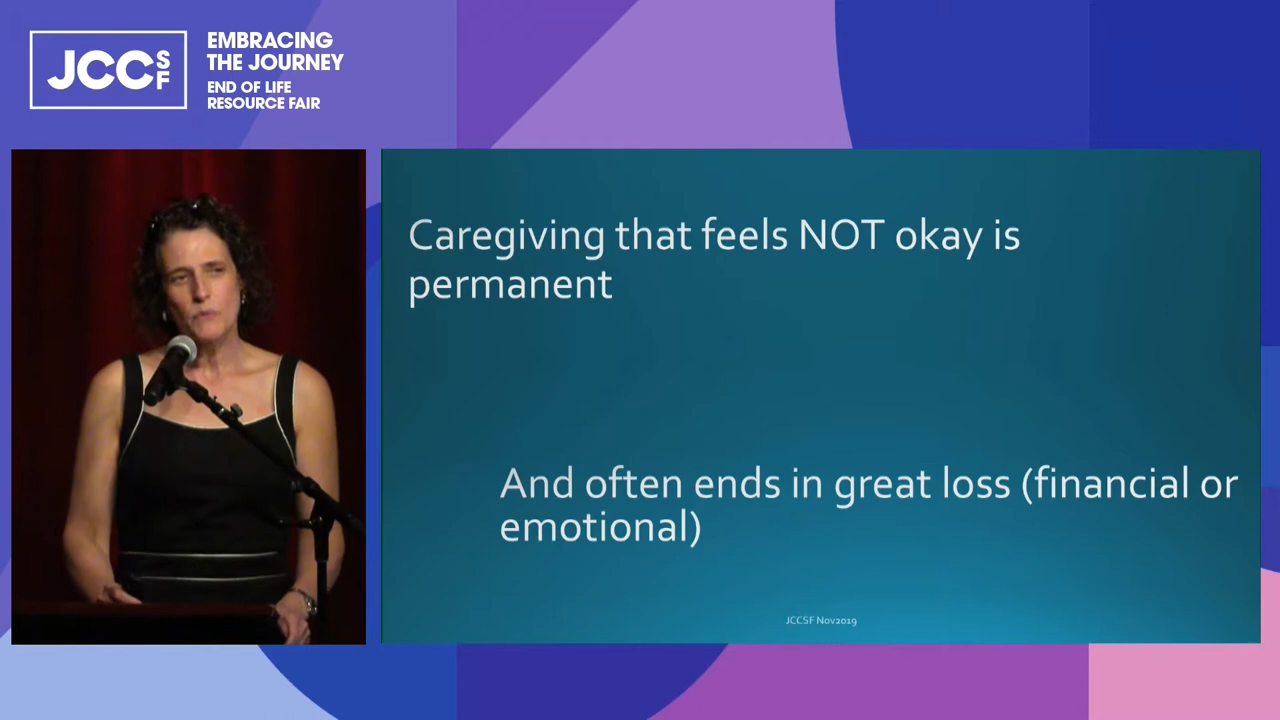 JCCSF
EMBRACING
THE JOURNEY
END OF LIFE
RESOURCE FAIR
Caregiving that feels NOT okay is
permanent
And often ends in great loss (financial or
emotional)
JCCSF Nov2019